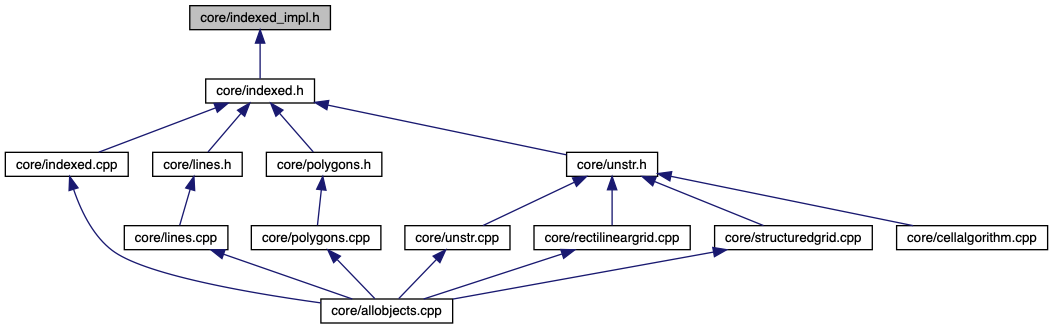 core/indexed_impl.h
core/indexed.h
core/indexed.cpp
core/lines.h
core/polygons.h
core/unstr.h
core/lines.cpp
core/polygons.cpp
core/unstr.cpp
core/rectilineargrid.cpp
core/structuredgrid.cpp
core/cellalgorithm.cpp
core/allobjects.cpp